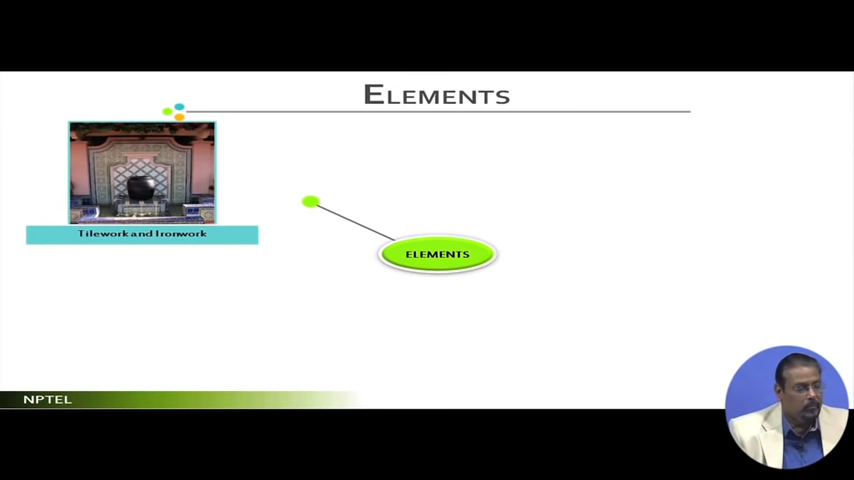 ELEMENTS
Tilework and Ironwork
ELEMENTS
NPTEL